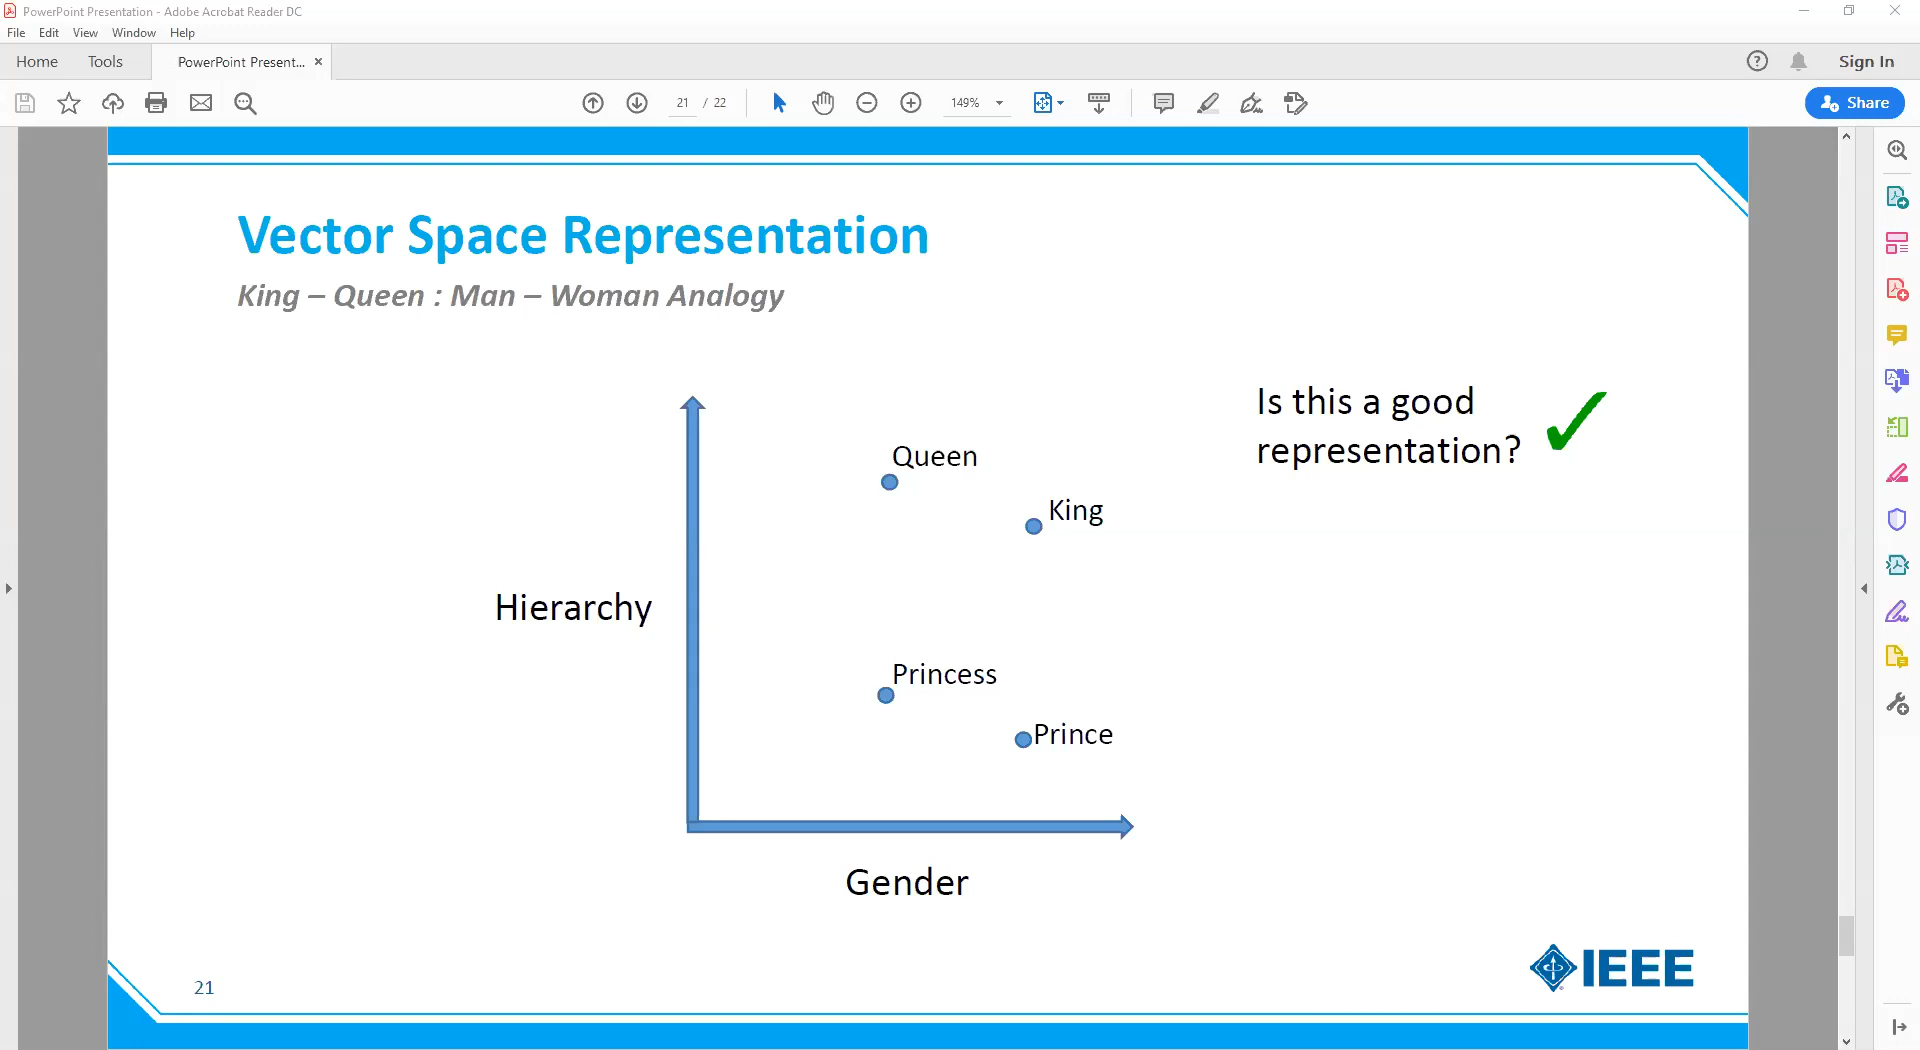 PowerPoint Presentation - Adobe Acrobat Reader DC
File Edit View Window Help
Home Tools PowerPoint Present... × Sign In
21 / 22 149% Share
Vector Space Representation
King – Queen : Man – Woman Analogy
Is this a good
representation?
Queen
King
Hierarchy
Princess
Prince
Gender
21
IEEE